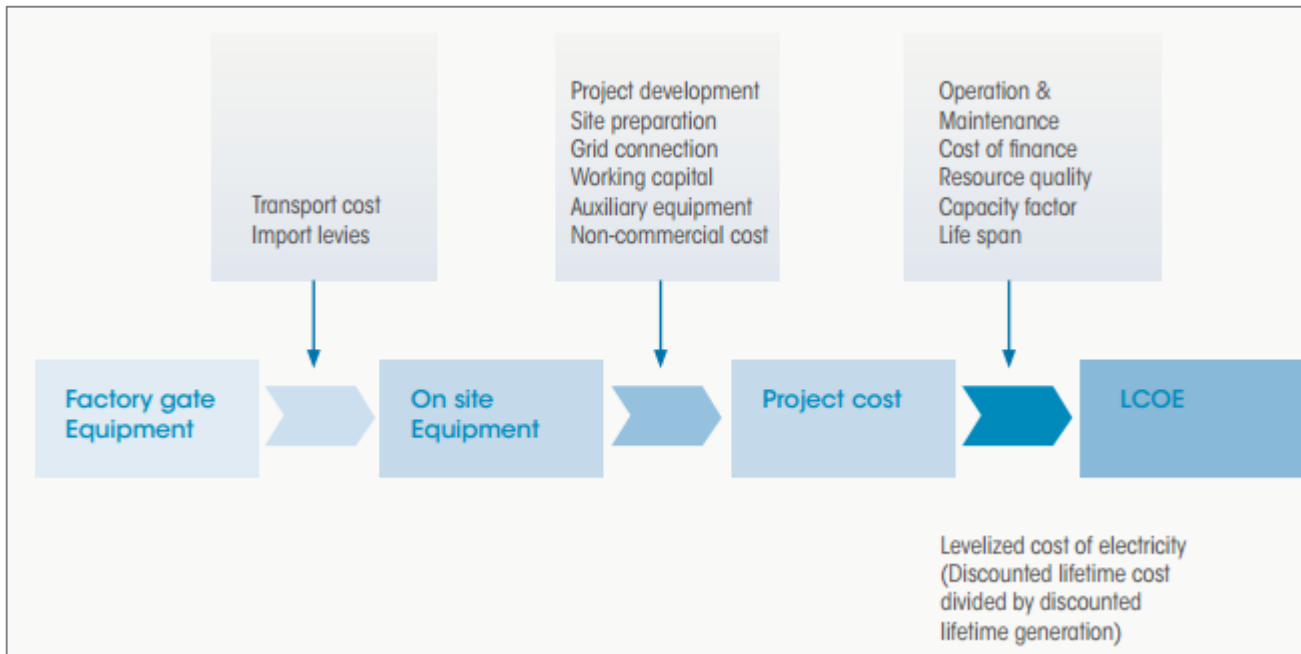 Transport cost
Import levies
Project development
Site preparation
Grid connection
Working capital
Auxiliary equipment
Non-commercial cost
Operation &
Maintenance
Cost of finance
Resource quality
Capacity factor
Life span
Factory gate
Equipment
On site
Equipment
Project cost
LCOE
Levelized cost of electricity
(Discounted lifetime cost
divided by discounted
lifetime generation)